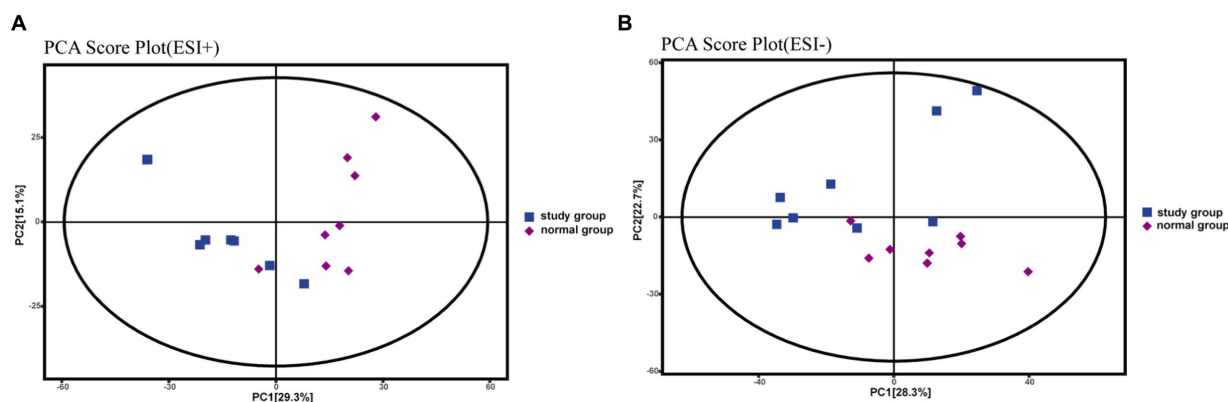 A
PCA Score Plot(ESI+)
25
0
-25
PC2[15.1%]
-60
-30
0
30
60
PC1[29.3%]
study group
normal group
B
PCA Score Plot(ESI-)
60
30
0
-30
-60
PC2[22.7%]
-40
0
40
PC1[28.3%]
study group
normal group